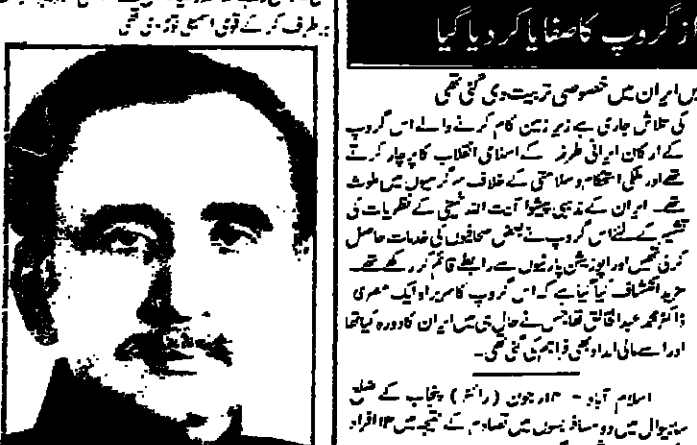 برطرف کر کے قومی اسمبلی توڑ دی تھی
از گروپ کا صفایا کر دیا گیا
میں ایران میں خصوصی تربیت دی گئی تھی
کی تلاش جاری ہے زیر زمین کام کرنے والے اس گروپ
کے ارکان ایرانی طرز کے اسلامی انقلاب کا پرچار کرتے
تھے اور ملکی استحکام و سلامتی کے خلاف سرگرمیوں میں ملوث
تھے۔ ایران کے مذہبی پیشوا آیت اللہ خمینی کے نظریات کی
تشہیر کے لئے اس گروپ نے بعض صحافیوں کی خدمات حاصل
کرلی تھیں اور اپوزیشن پارٹیوں سے رابطے قائم کر رکھے تھے۔
مزید انکشاف کیا گیا ہے کہ اس گروپ کا سربراہ ایک مصری
ڈاکٹر محمد عبدالخالق تھا جس نے حال ہی میں ایران کا دورہ کیا تھا
اور اسے مالی امداد بھی فراہم کی گئی تھی۔
اسلام آباد - جون (رائٹر) پنجاب کے ضلع
ساہیوال میں دو مسافر بسوں میں تصادم کے نتیجہ میں ۱۳ افراد